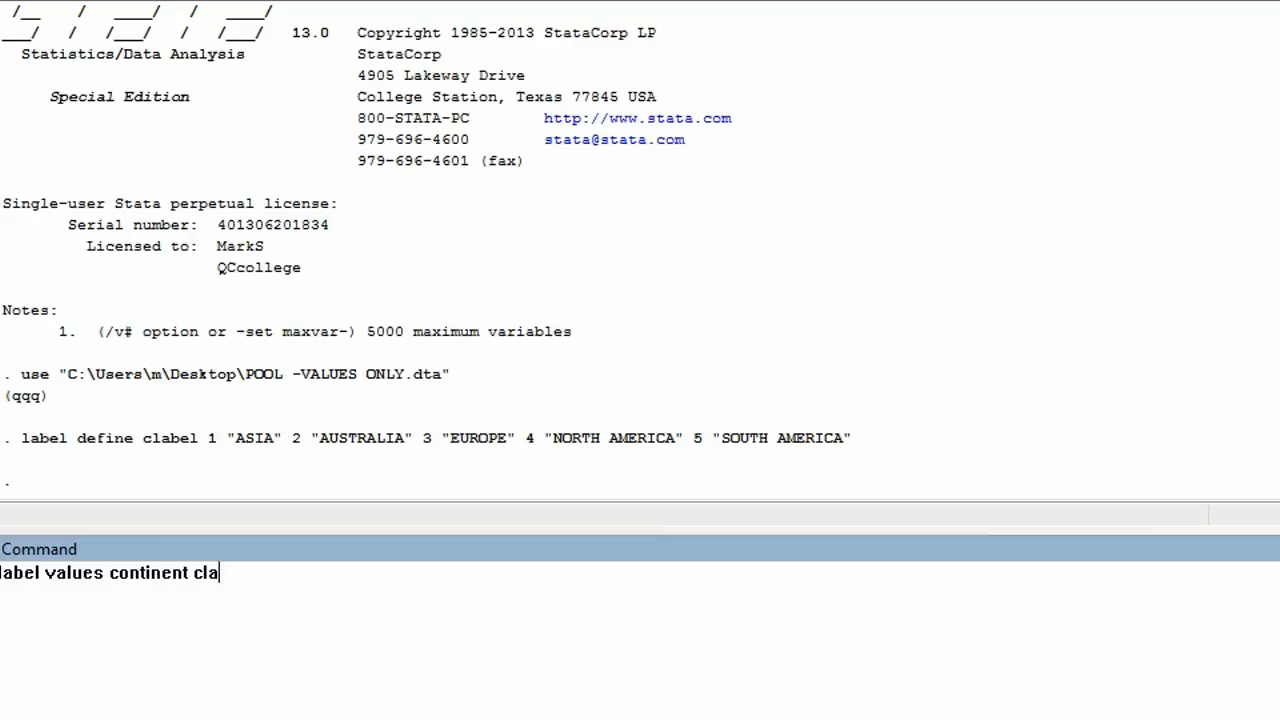 13.0 Copyright 1985-2013 StataCorp LP
Statistics/Data Analysis StataCorp
4905 Lakeway Drive
Special Edition College Station, Texas 77845 USA
800-STATA-PC http://www.stata.com
979-696-4600 stata@stata.com
979-696-4601 (fax)
Single-user Stata perpetual license:
Serial number: 401306201834
Licensed to: MarkS
QCcollege
Notes:
1. (/v# option or -set maxvar-) 5000 maximum variables
. use "C:\Users\m\Desktop\POOL -VALUES ONLY.dta"
(qqq)
. label define clabel 1 "ASIA" 2 "AUSTRALIA" 3 "EUROPE" 4 "NORTH AMERICA" 5 "SOUTH AMERICA"
.
Command
label values continent cla